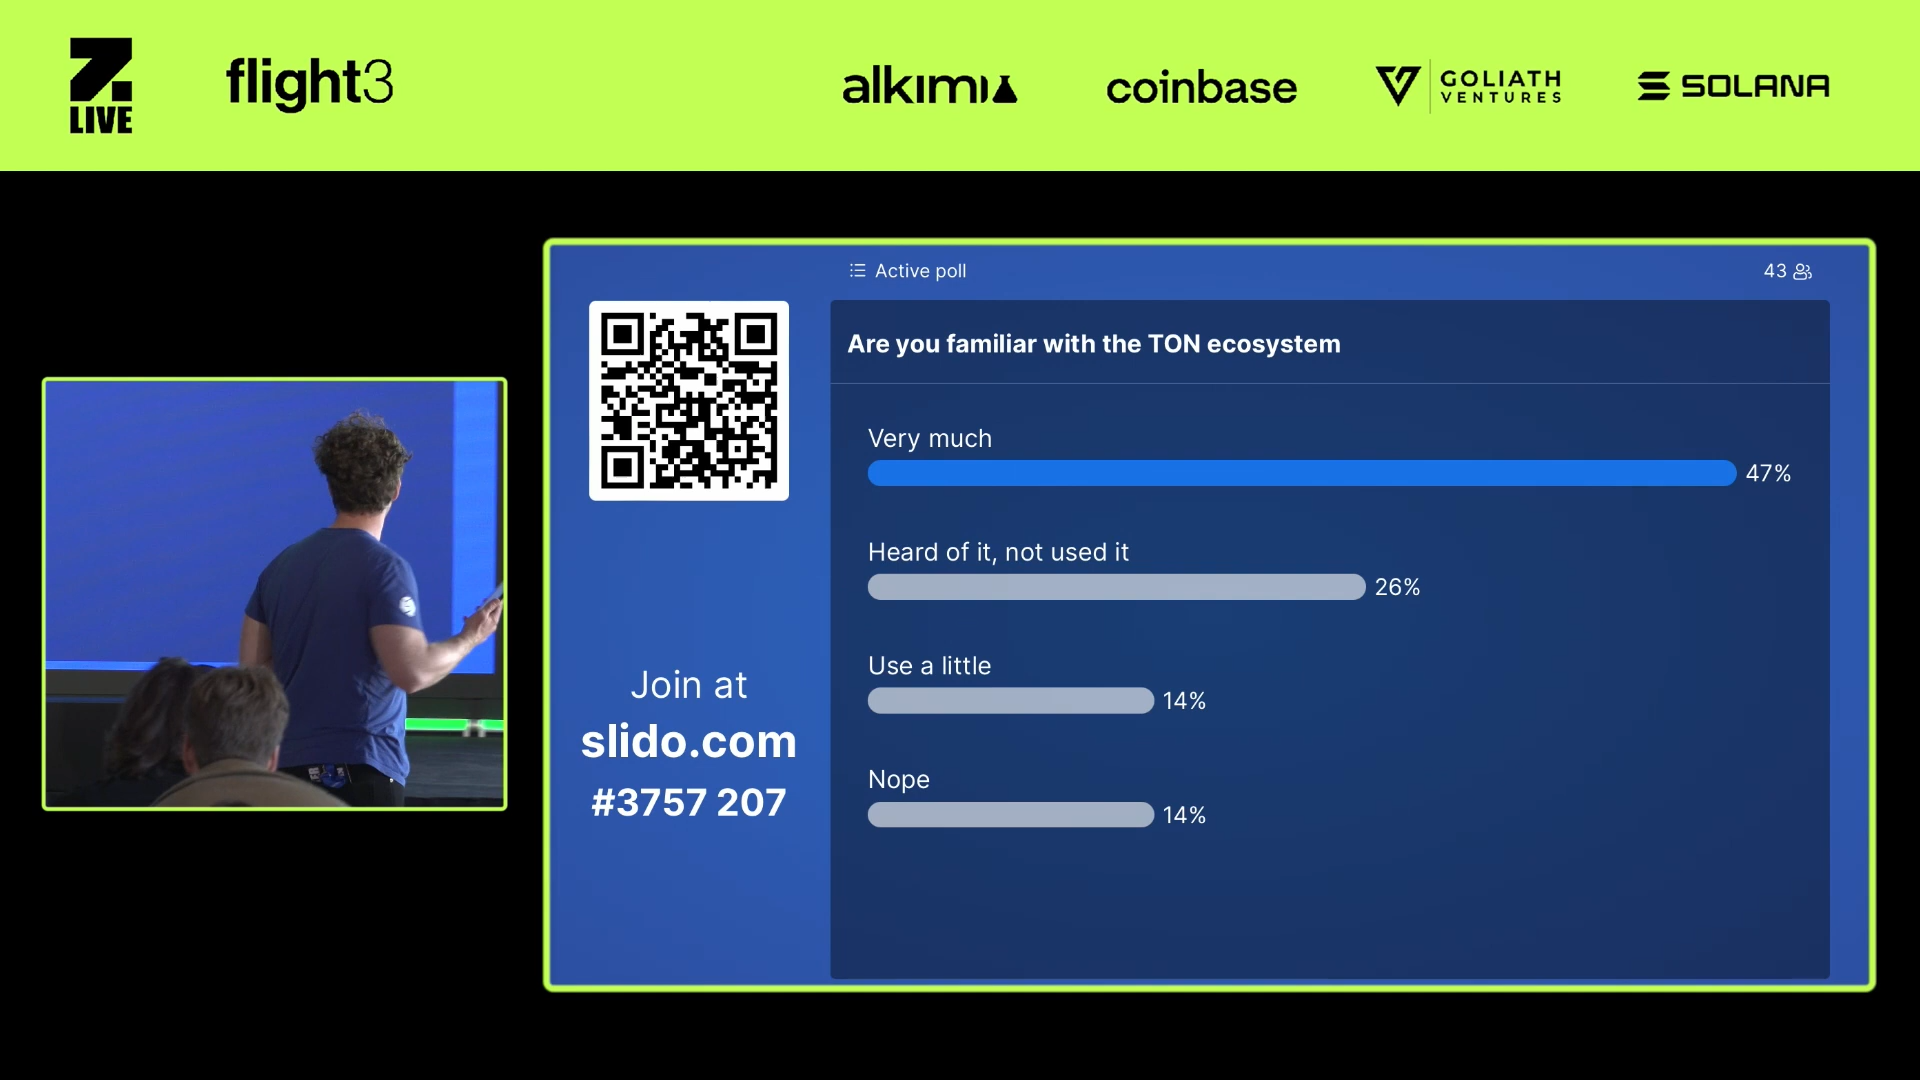 Z
LIVE
flight3
alkimi
coinbase
GOLIATH
VENTURES
SOLANA
Active poll
43
Are you familiar with the TON ecosystem
Very much
47%
Heard of it, not used it
26%
Use a little
14%
Nope
14%
Join at
slido.com
#3757 207